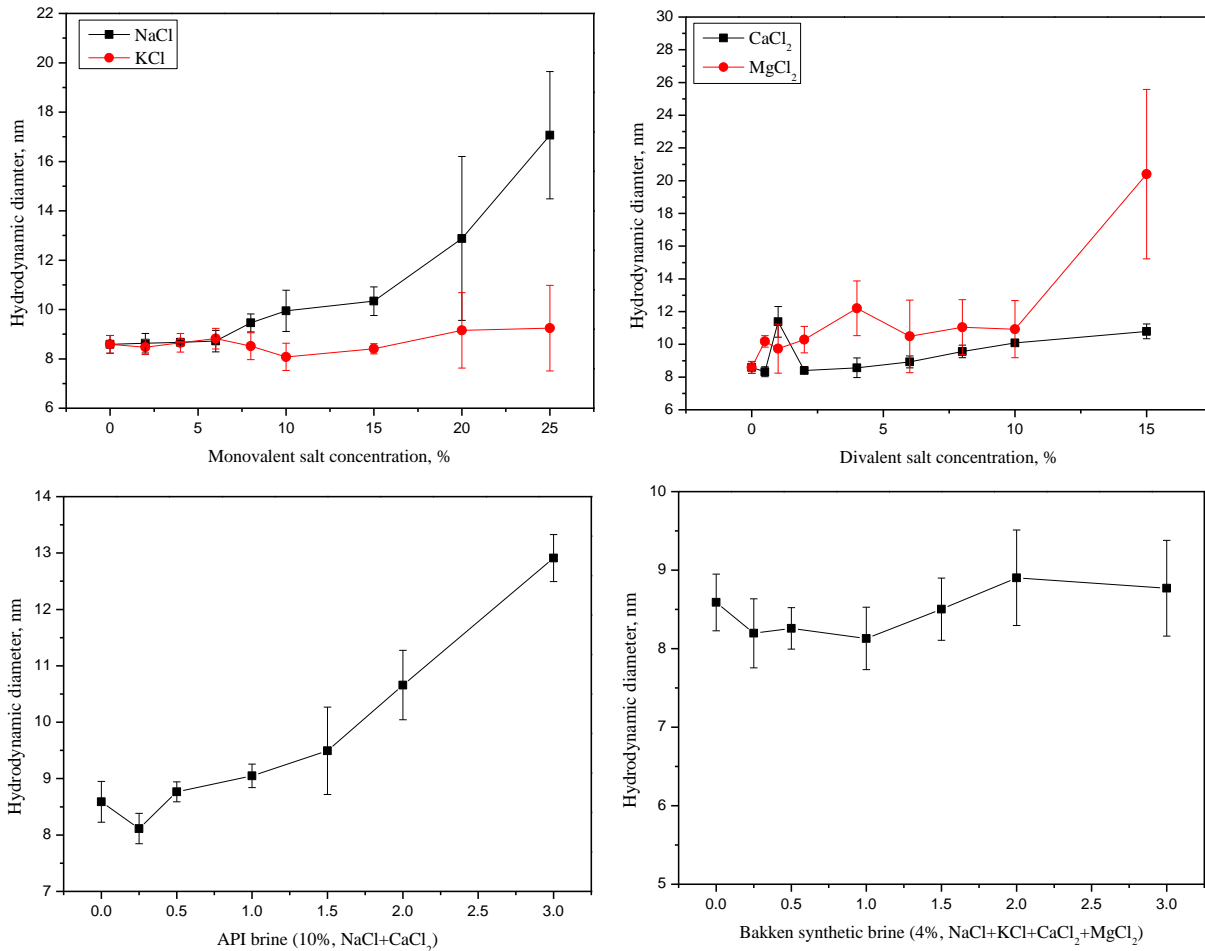 22
20
18
16
14
12
10
8
6
Hydrodynamic diameter, nm
NaCl
KCl
0 5 10 15 20 25
Monovalent salt concentration, %
30
28
26
24
22
20
18
16
14
12
10
8
6
Hydrodynamic diamter, nm
CaCl₂
MgCl₂
0 5 10 15
Divalent salt concentration, %
14
13
12
11
10
9
8
7
Hydrodynamic diameter, nm
0.0 0.5 1.0 1.5 2.0 2.5 3.0
API brine (10%, NaCl+CaCl₂)
10
9
8
7
6
5
Hydrodynamic diameter, nm
0.0 0.5 1.0 1.5 2.0 2.5 3.0
Bakken synthetic brine (4%, NaCl+KCl+CaCl₂+MgCl₂)